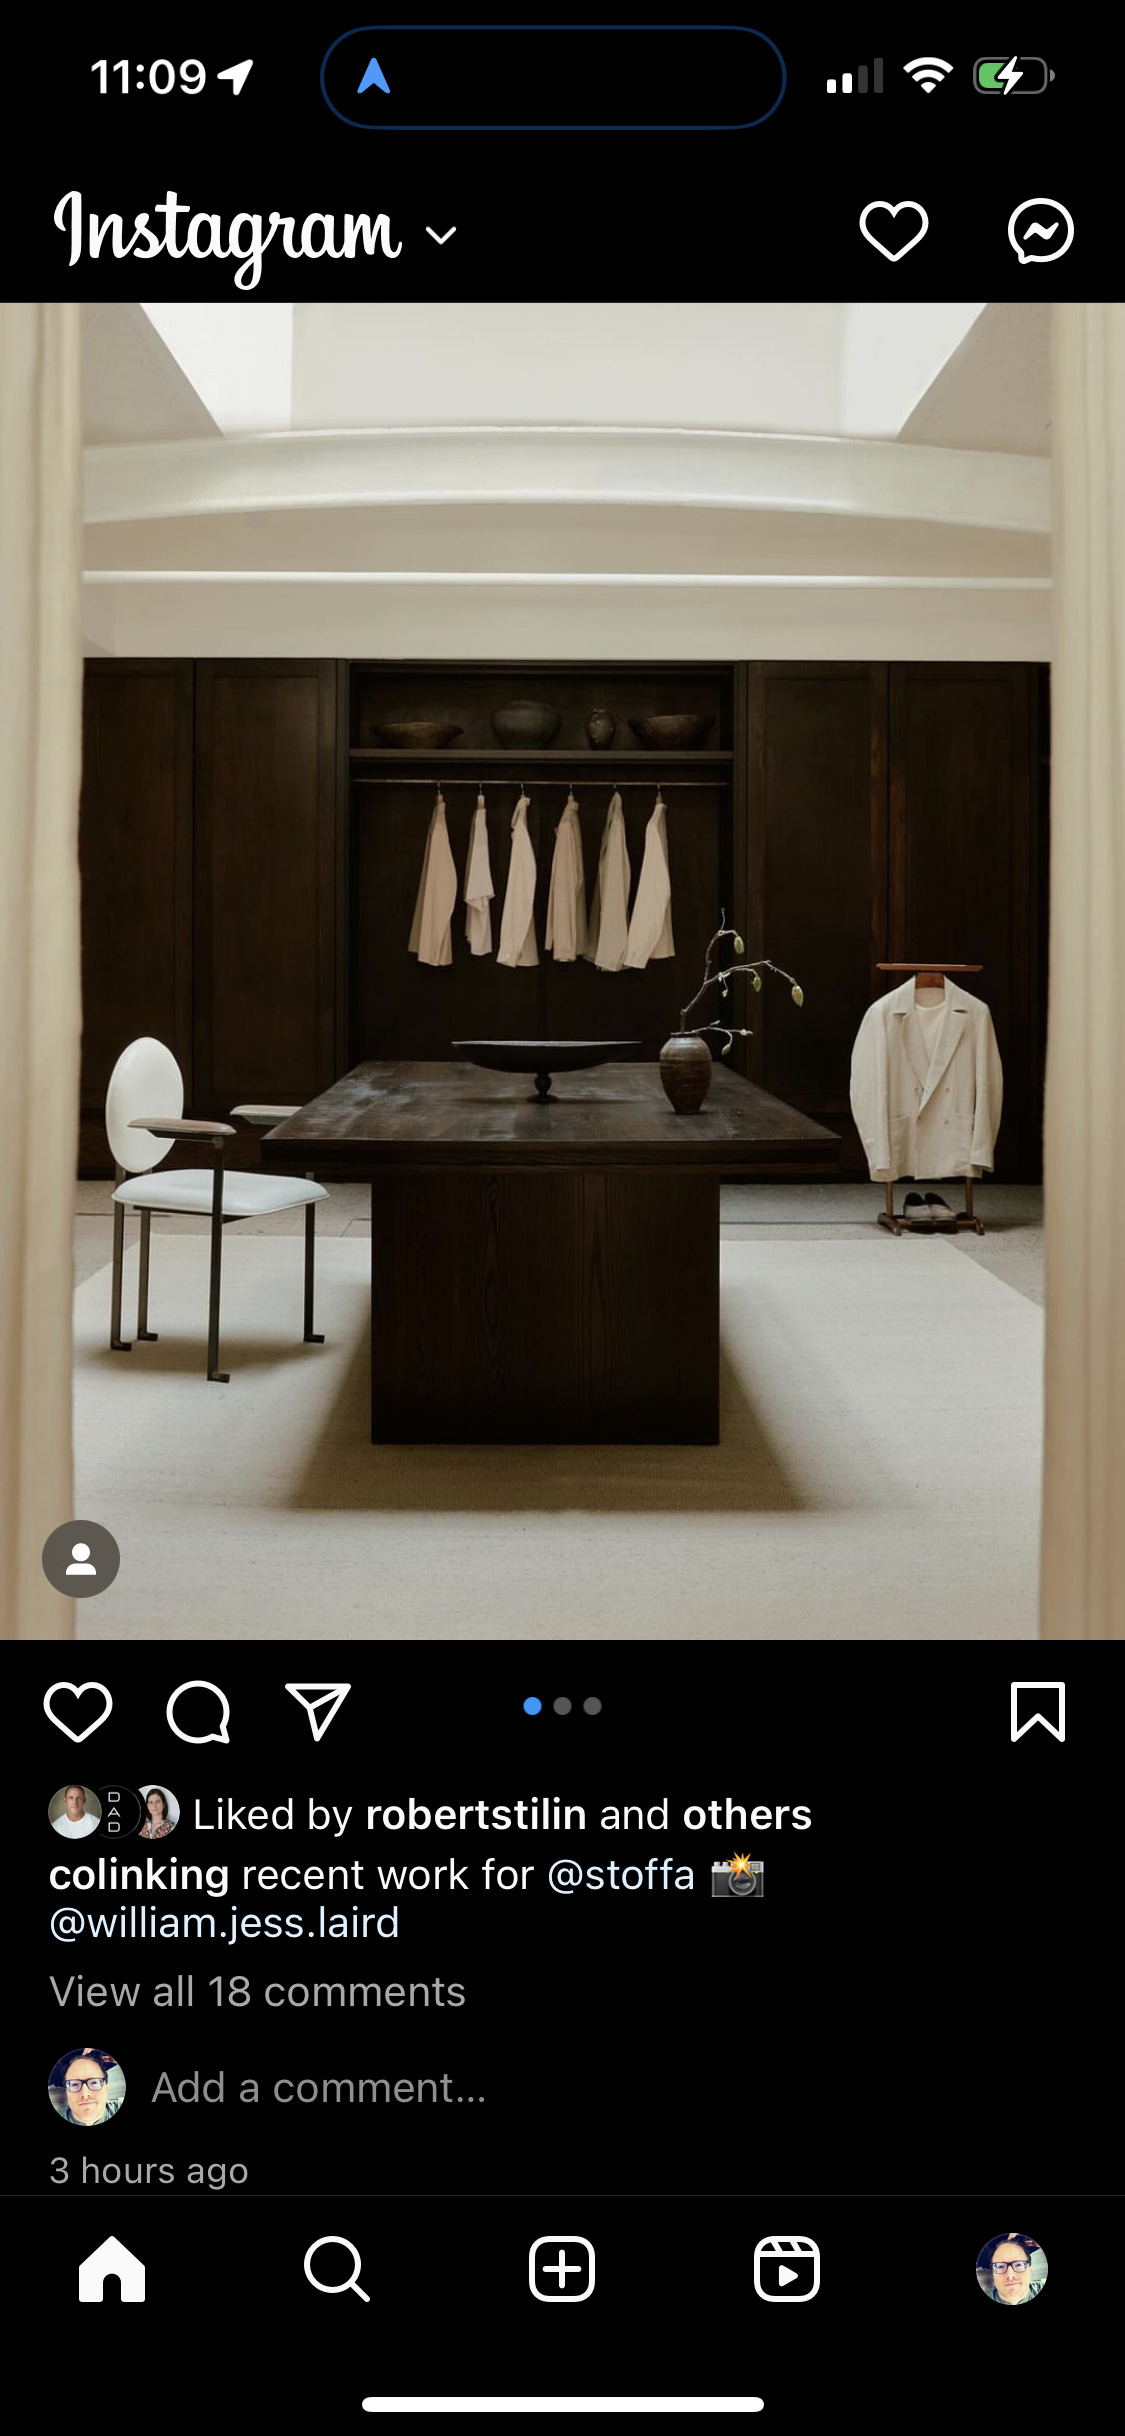 11:09
Instagram
DAD
Liked by robertstilin and others
colinking recent work for @stoffa 📸
@william.jess.laird
View all 18 comments
Add a comment...
3 hours ago